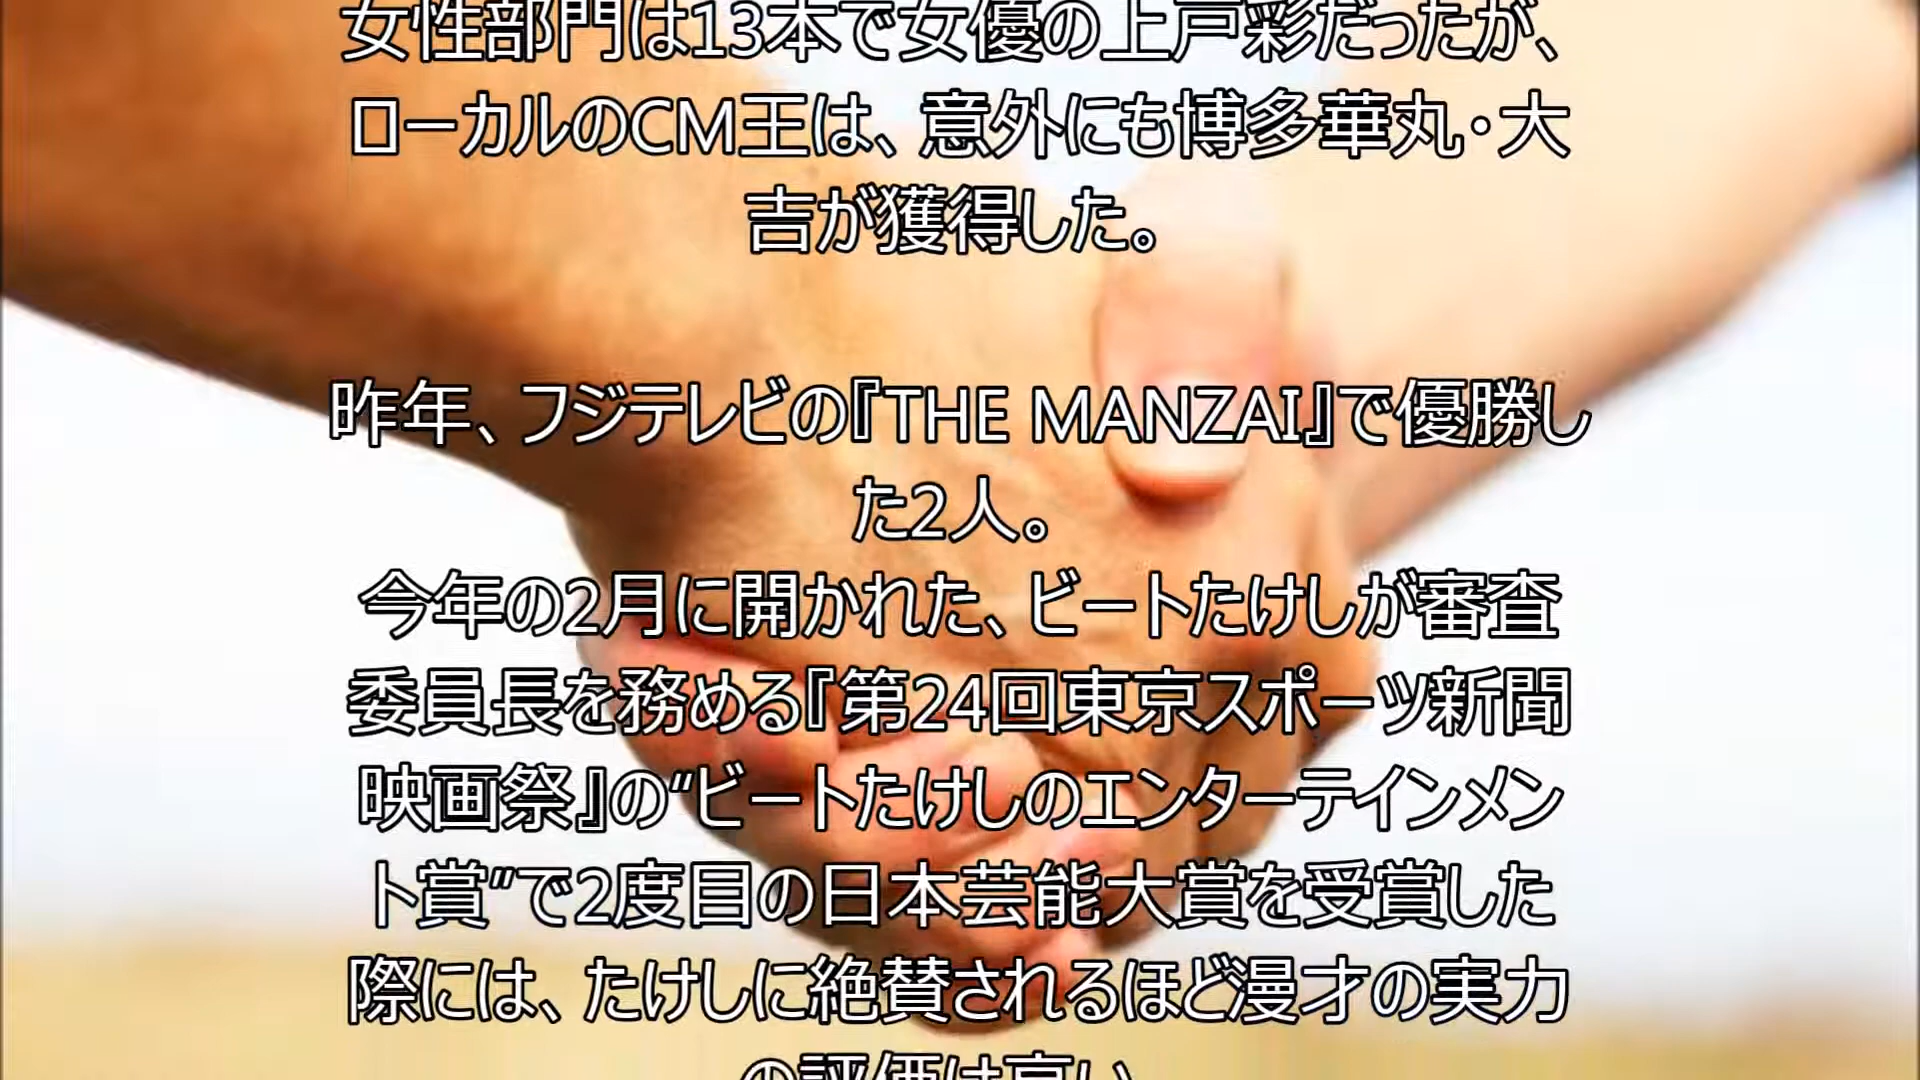 女性部門は13本で女優の上戸彩だったが、
ローカルのCM王は、意外にも博多華丸・大
吉が獲得した。
昨年、フジテレビの『THE MANZAI』で優勝し
た2人。
今年の2月に開かれた、ビートたけしが審査
委員長を務める『第24回東京スポーツ新聞
映画祭』の“ビートたけしのエンターテインメン
ト賞”で2度目の日本芸能大賞を受賞した
際には、たけしに絶賛されるほど漫才の実力
の評価は高い